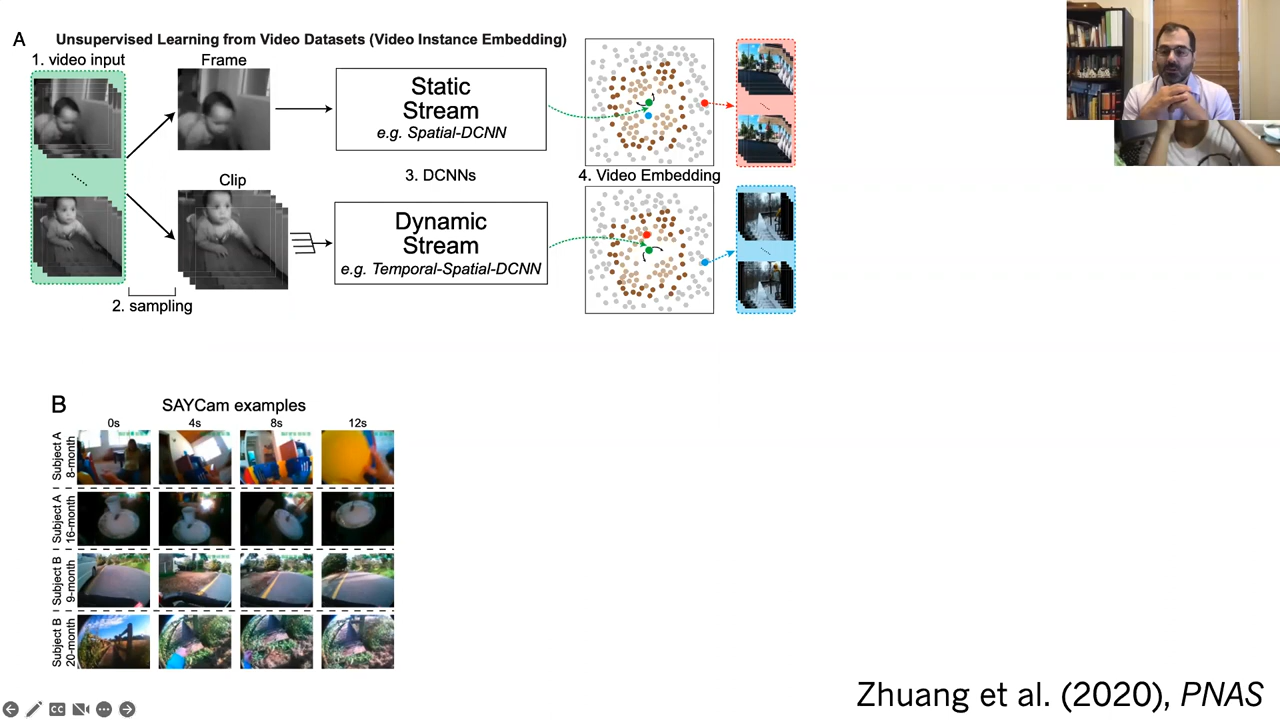 A
Unsupervised Learning from Video Datasets (Video Instance Embedding)
1. video input
Frame
Static
Stream
e.g. Spatial-DCNN
Clip
3. DCNNs
4. Video Embedding
Dynamic
Stream
e.g. Temporal-Spatial-DCNN
2. sampling
B
SAYCam examples
0s 4s 8s 12s
Subject A
8-month
Subject A
16-month
Subject B
9-month
Subject B
20-month
CC
Zhuang et al. (2020), PNAS